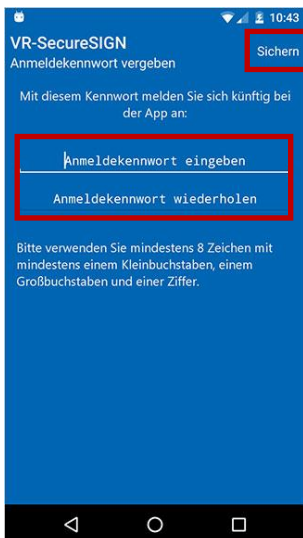 10:43
VR-SecureSIGN
Anmeldekennwort vergeben
Sichern
Mit diesem Kennwort melden Sie sich künftig bei
der App an:
Anmeldekennwort eingeben
Anmeldekennwort wiederholen
Bitte verwenden Sie mindestens 8 Zeichen mit
mindestens einem Kleinbuchstaben, einem
Großbuchstaben und einer Ziffer.